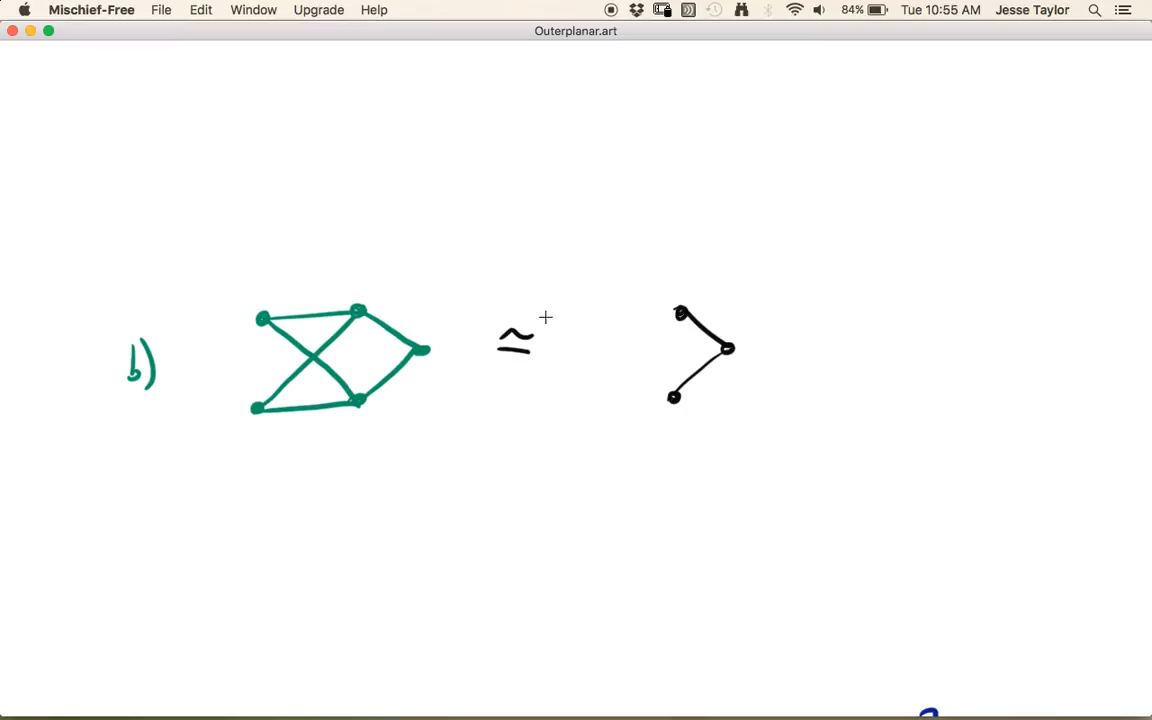 Mischief-Free File Edit Window Upgrade Help 84% Tue 10:55 AM Jesse Taylor
Outerplanar.art
b) ≅